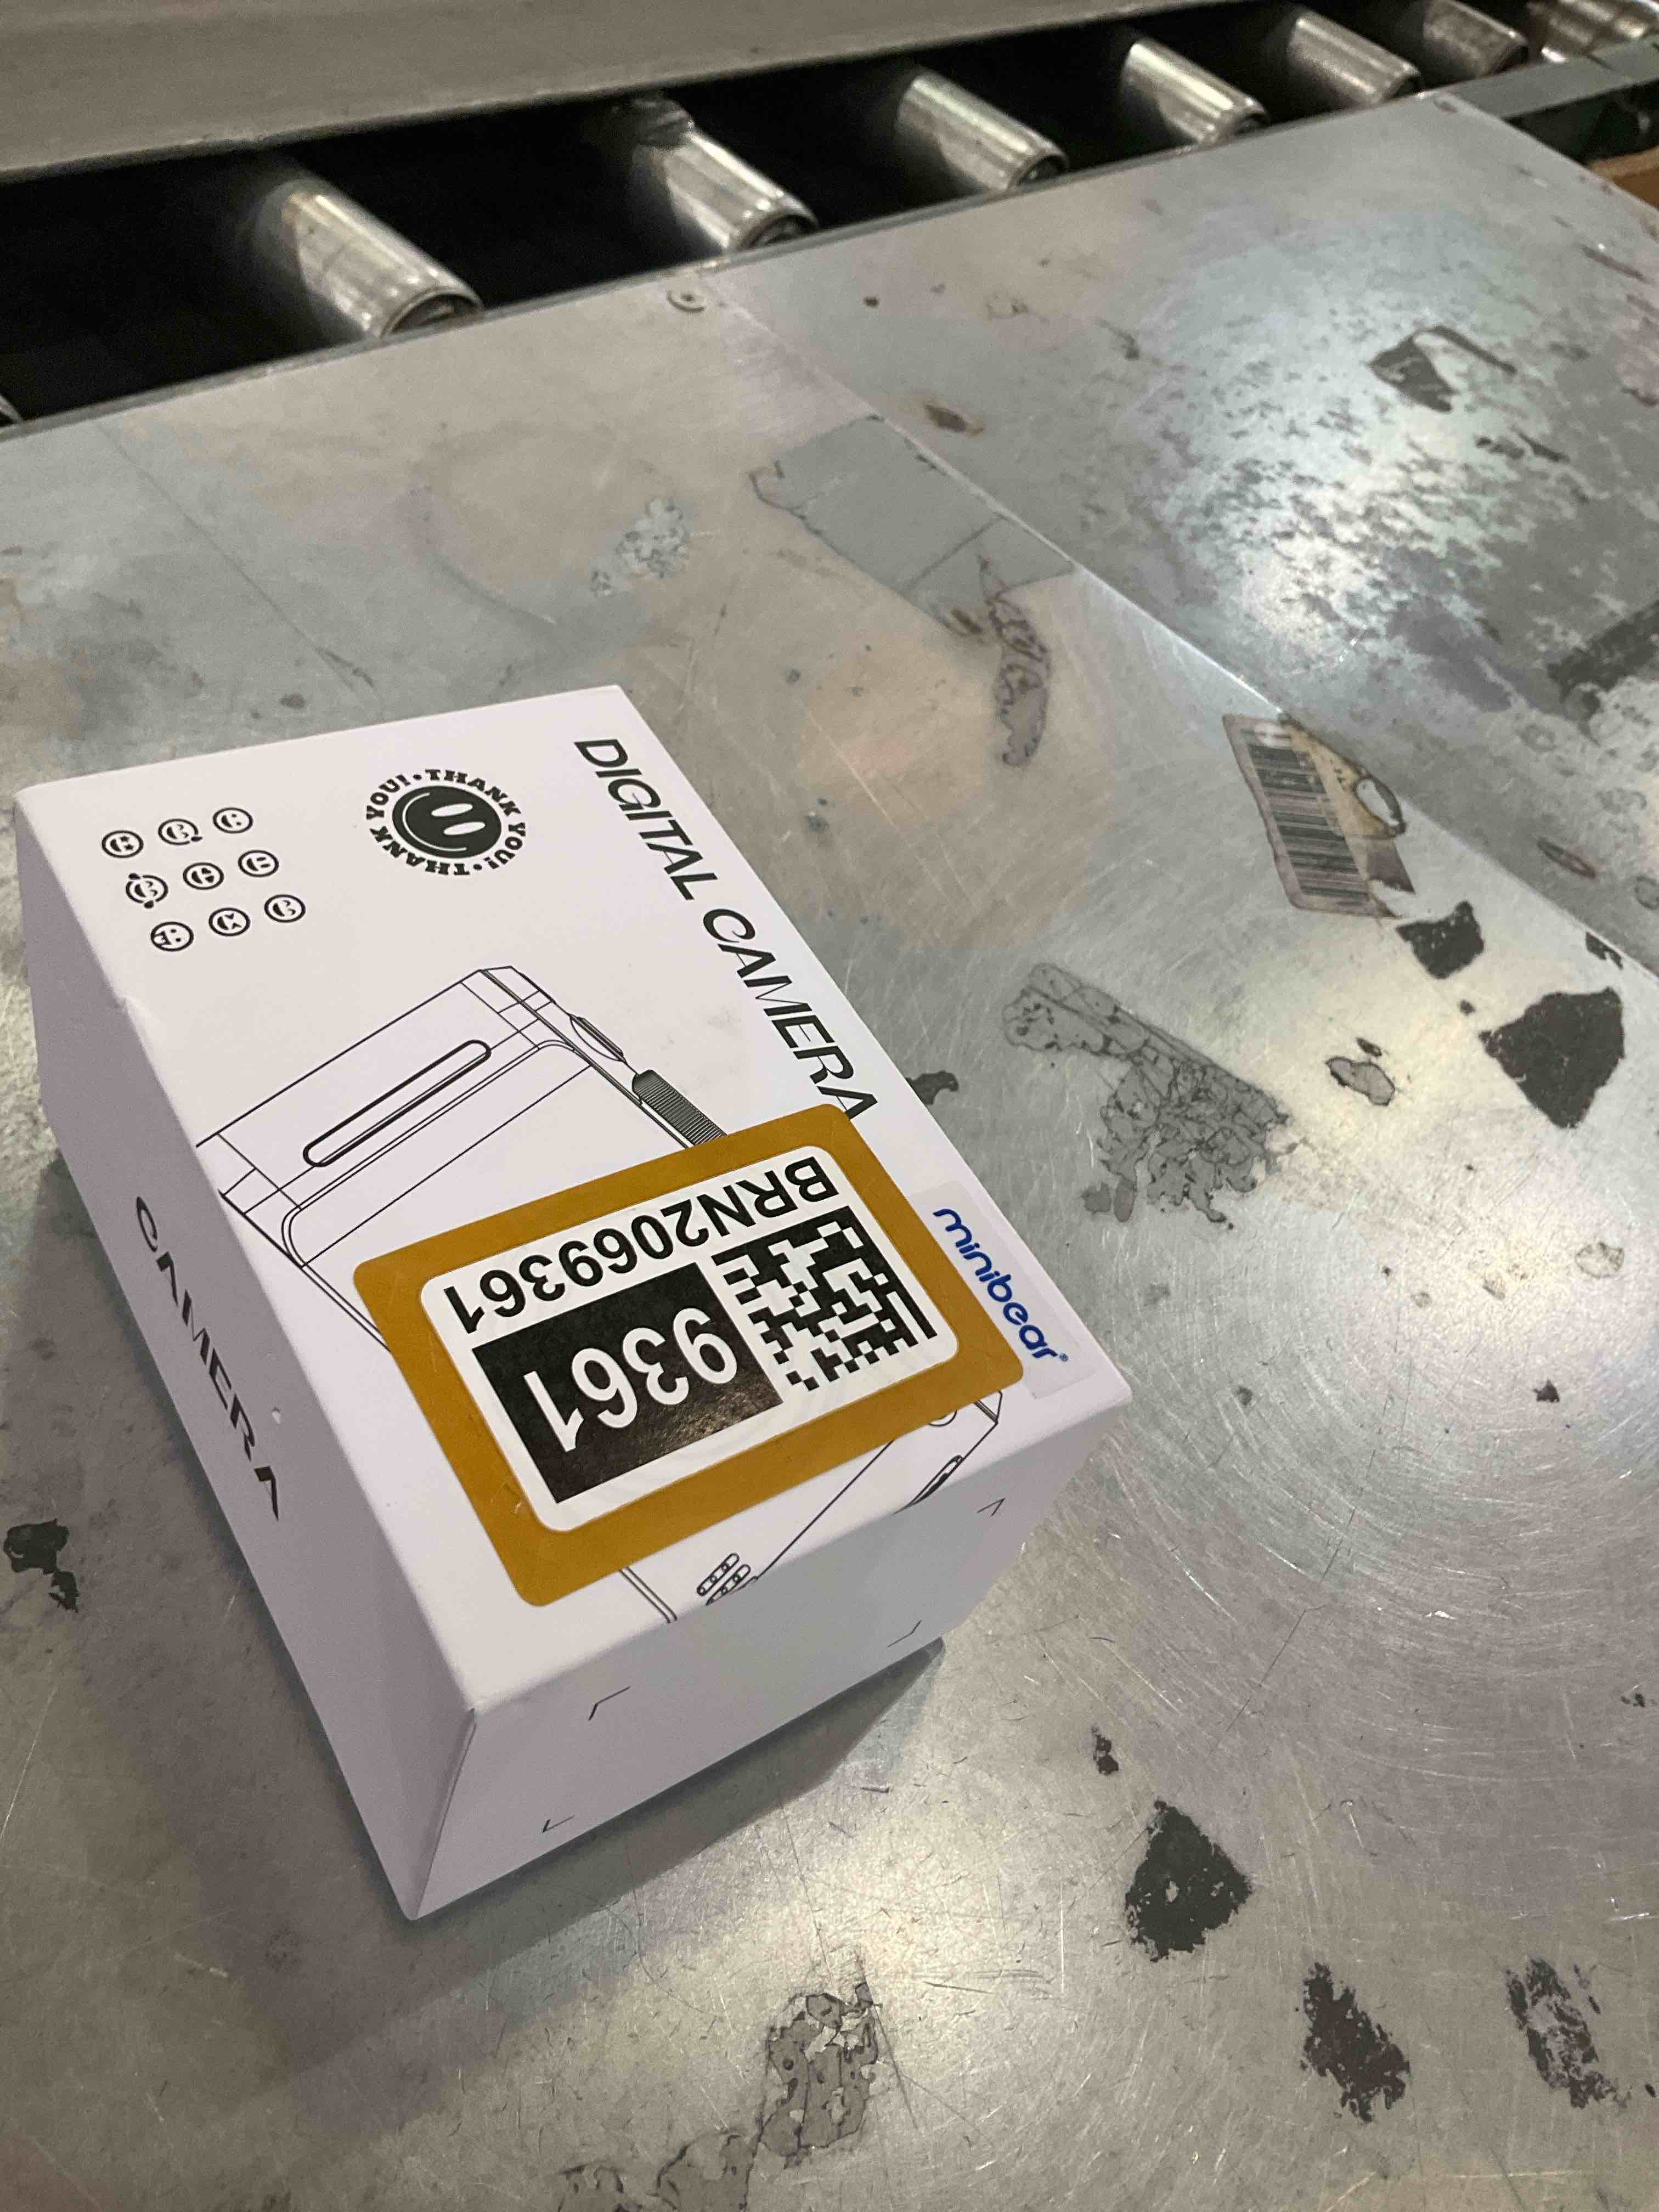 DIGITAL CAMERA
THANK YOU! • THANK YOU! •
BRN2069361
9361
minibear®
CAMERA